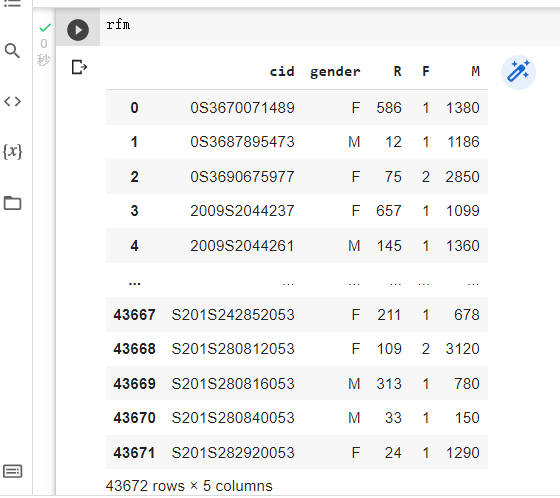 rfm
0
秒
cid gender R F M
0 0S3670071489 F 586 1 1380
1 0S3687895473 M 12 1 1186
2 0S3690675977 F 75 2 2850
3 2009S2044237 F 657 1 1099
4 2009S2044261 M 145 1 1360
... ... ... ... ... ...
43667 S201S242852053 F 211 1 678
43668 S201S280812053 F 109 2 3120
43669 S201S280816053 M 313 1 780
43670 S201S280840053 M 33 1 150
43671 S201S282920053 F 24 1 1290
43672 rows × 5 columns
{x}